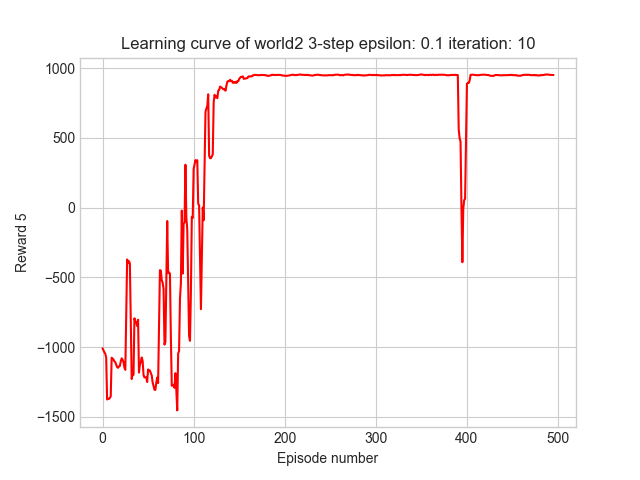 Learning curve of world2 3-step epsilon: 0.1 iteration: 10
1000
500
0
−500
−1000
−1500
Reward 5
0 100 200 300 400 500
Episode number